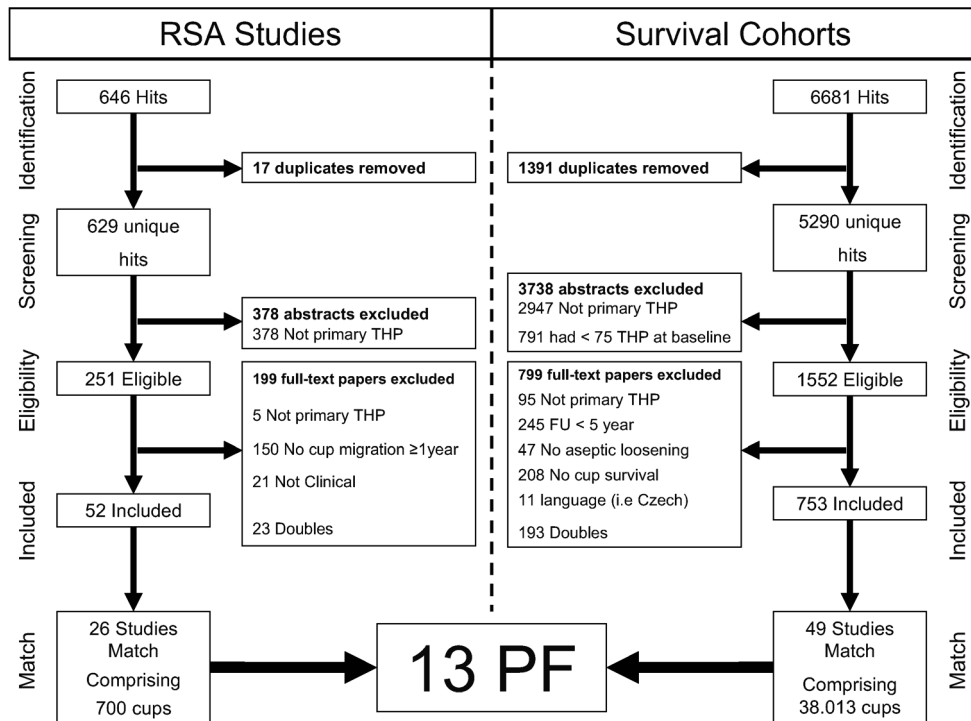 RSA Studies
Survival Cohorts
Identification
646 Hits
17 duplicates removed
Screening
629 unique
hits
378 abstracts excluded
378 Not primary THP
Eligibility
251 Eligible
199 full-text papers excluded
5 Not primary THP
150 No cup migration ≥1year
21 Not Clinical
23 Doubles
Included
52 Included
Match
26 Studies
Match
Comprising
700 cups
13 PF
6681 Hits
Identification
1391 duplicates removed
5290 unique
hits
Screening
3738 abstracts excluded
2947 Not primary THP
791 had < 75 THP at baseline
1552 Eligible
Eligibility
799 full-text papers excluded
95 Not primary THP
245 FU < 5 year
47 No aseptic loosening
208 No cup survival
11 language (i.e Czech)
193 Doubles
753 Included
Included
49 Studies
Match
Comprising
38.013 cups
Match